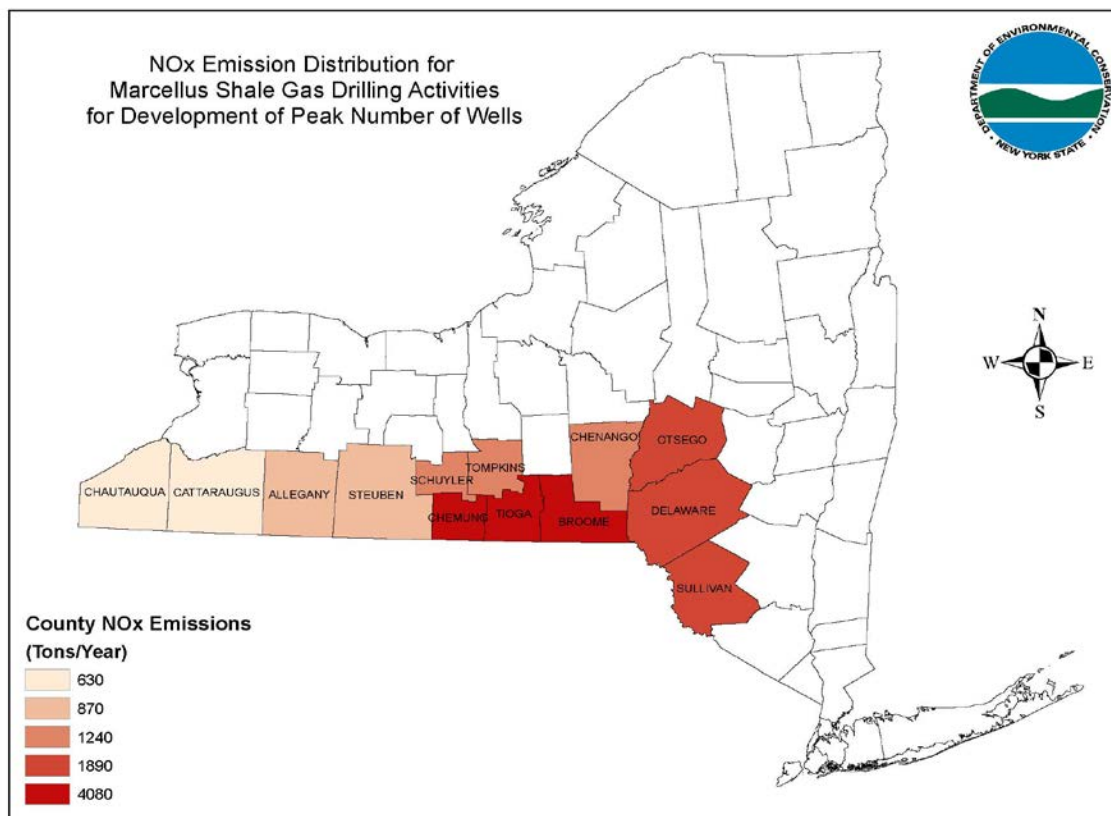 NOx Emission Distribution for
Marcellus Shale Gas Drilling Activities
for Development of Peak Number of Wells
DEPARTMENT OF ENVIRONMENTAL CONSERVATION
• NEW YORK STATE •
N
W E
S
CHENANGO
OTSEGO
TOMPKINS
SCHUYLER
CHAUTAUQUA CATTARAUGUS ALLEGANY STEUBEN
DELAWARE
CHEMUNG TIOGA BROOME
SULLIVAN
County NOx Emissions
(Tons/Year)
630
870
1240
1890
4080